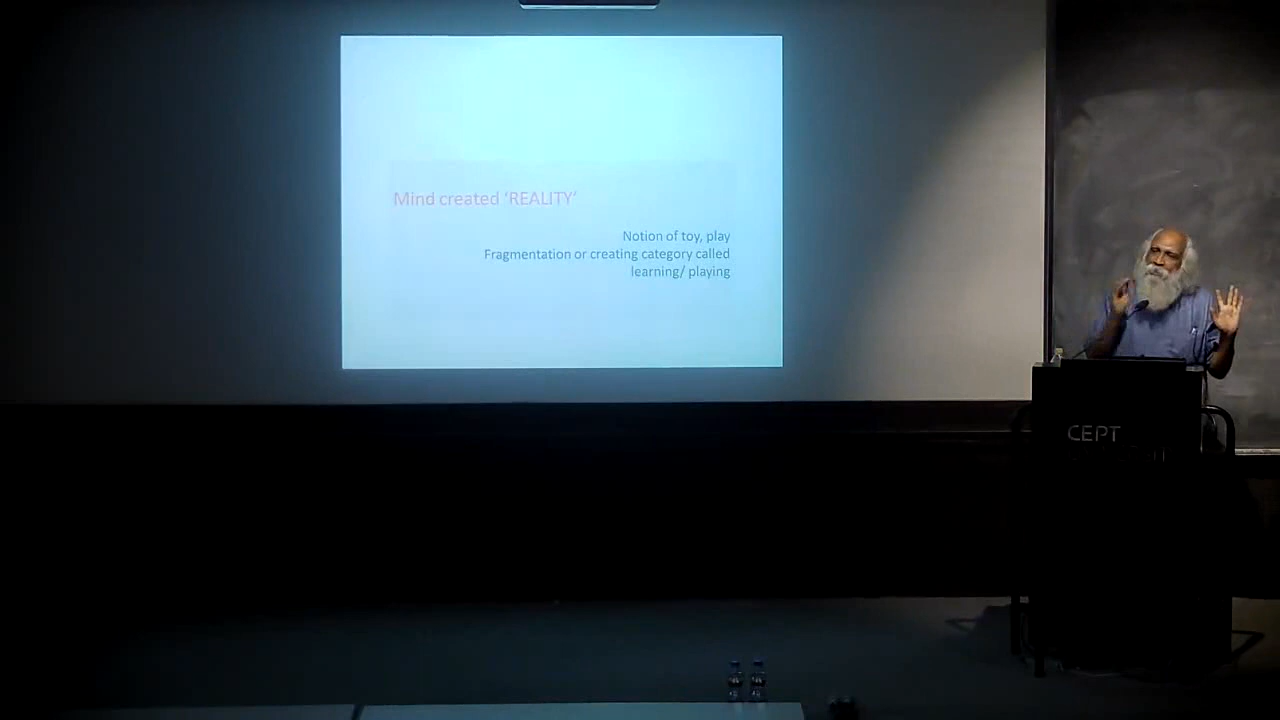 Mind created ‘REALITY’
Notion of toy, play
Fragmentation or creating category called
learning/ playing
CEPT